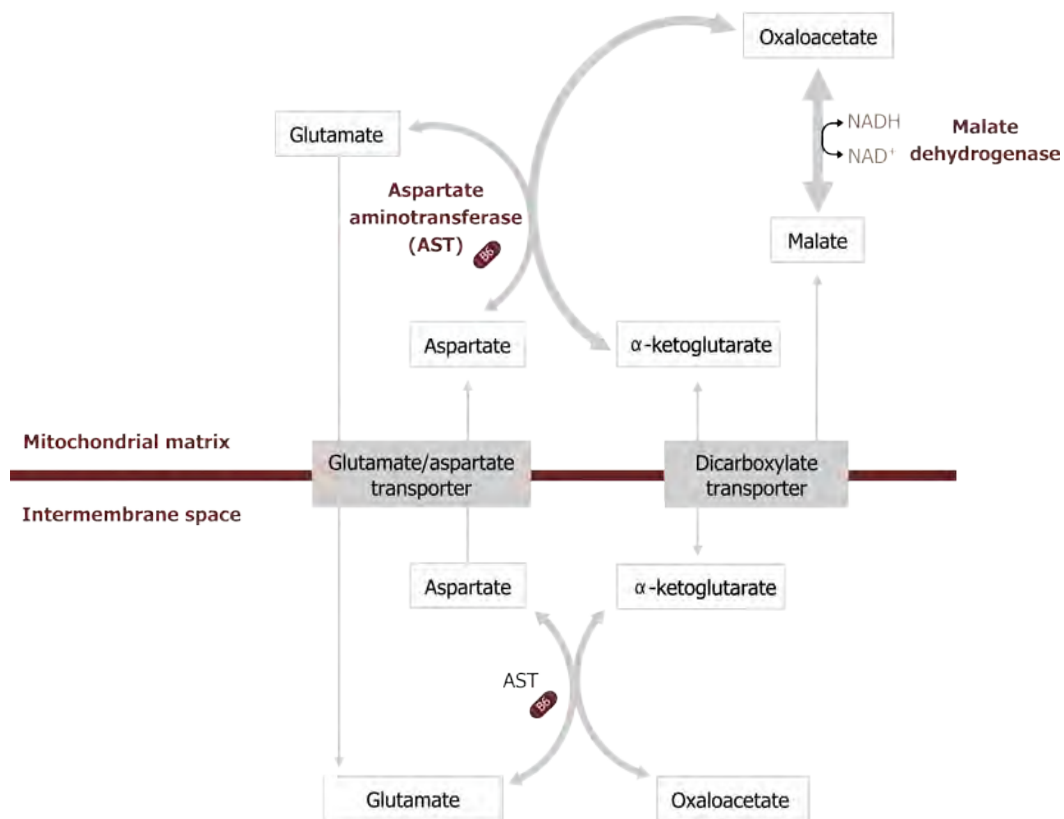 Oxaloacetate
Glutamate
NADH
NAD⁺
Malate
dehydrogenase
Aspartate
aminotransferase
(AST)
B6
Malate
Aspartate
α-ketoglutarate
Mitochondrial matrix
Glutamate/aspartate
transporter
Dicarboxylate
transporter
Intermembrane space
Aspartate
α-ketoglutarate
AST
B6
Glutamate
Oxaloacetate